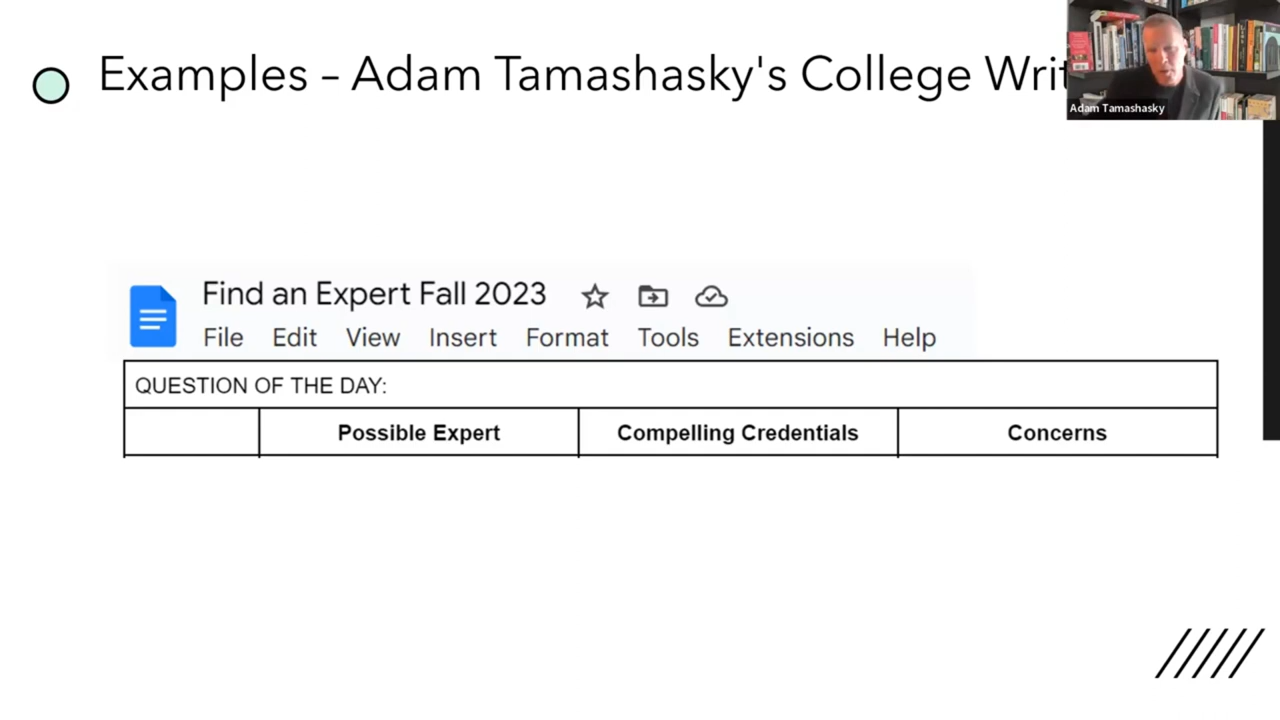 Examples – Adam Tamashasky's College Writ
Adam Tamashasky
Find an Expert Fall 2023
File Edit View Insert Format Tools Extensions Help
QUESTION OF THE DAY:
Possible Expert Compelling Credentials Concerns